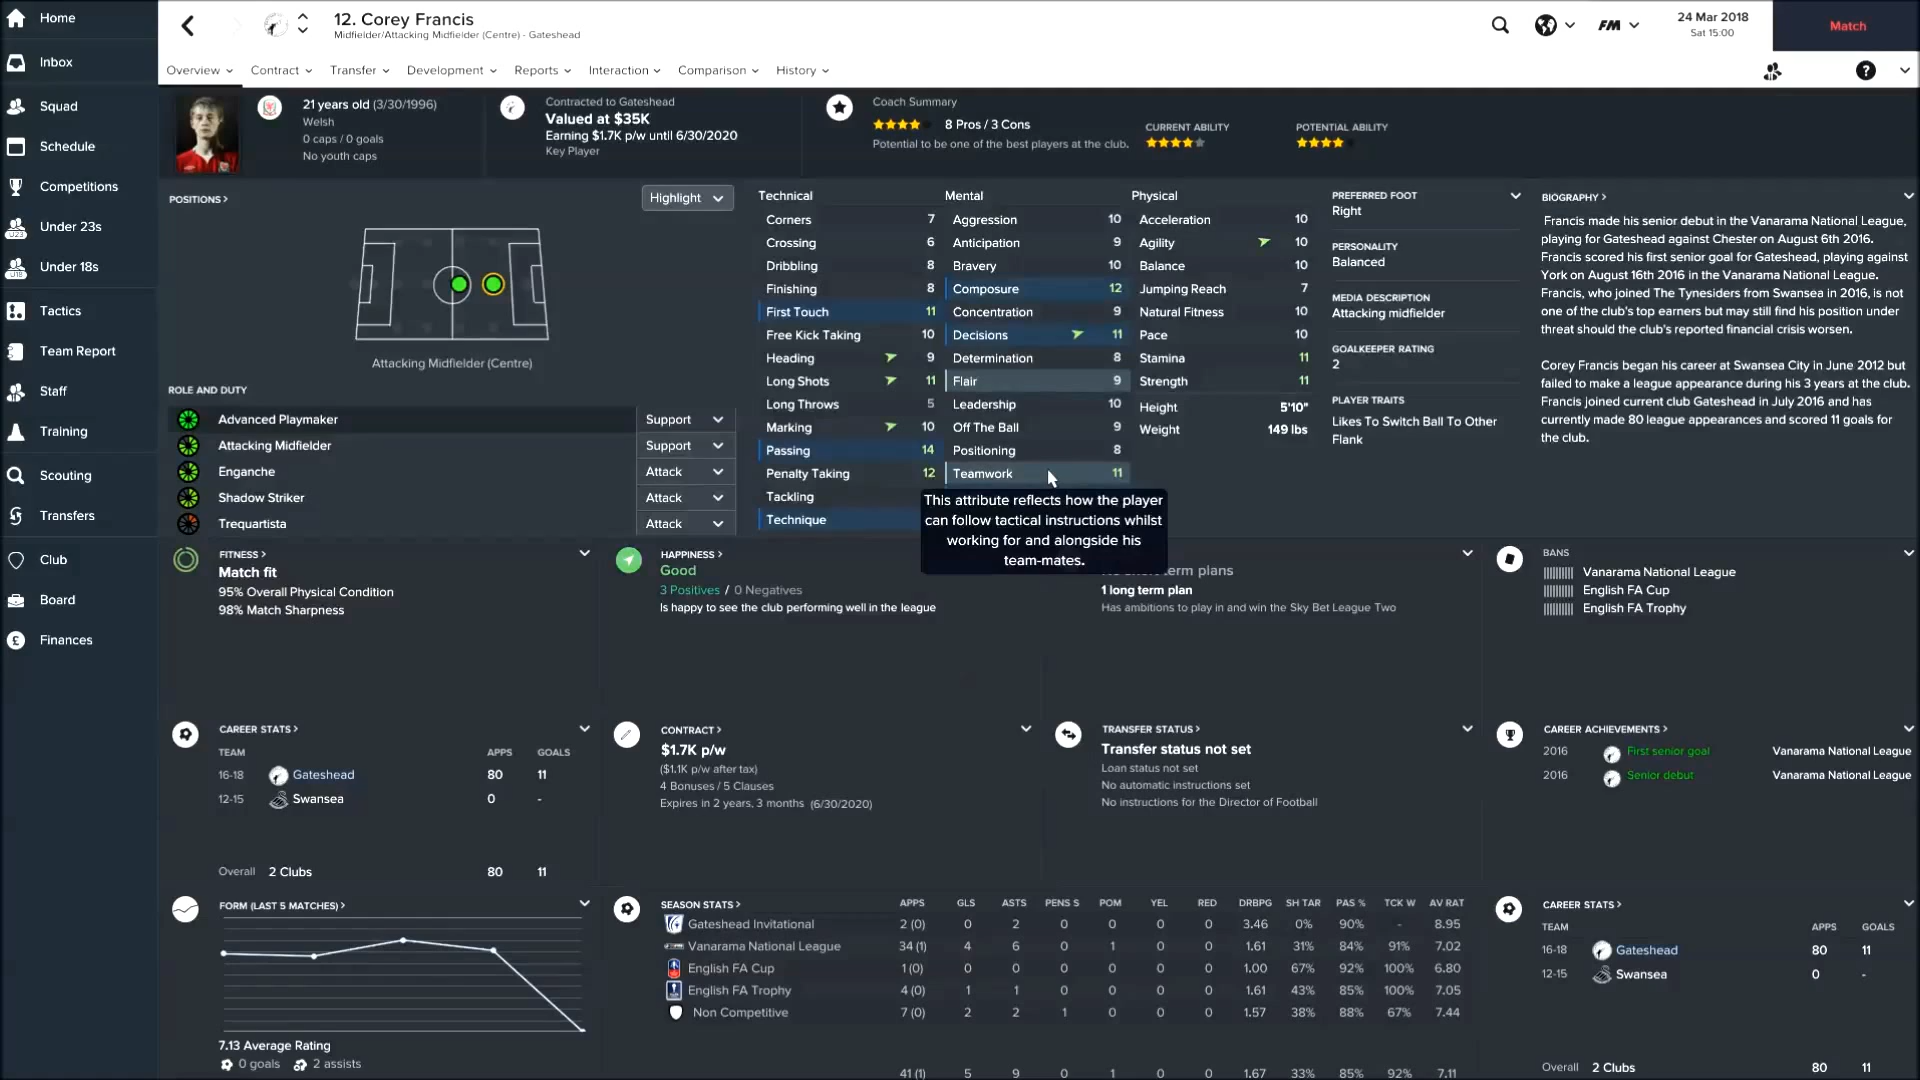 Home
Inbox
Squad
Schedule
Competitions
Under 23s
Under 18s
Tactics
Team Report
Staff
Training
Scouting
Transfers
Club
Board
Finances
12. Corey Francis
Midfielder/Attacking Midfielder (Centre) - Gateshead
FM
24 Mar 2018
Sat 15:00
Match
Overview Contract Transfer Development Reports Interaction Comparison History
21 years old (3/30/1996)
Welsh
0 caps / 0 goals
No youth caps
Contracted to Gateshead
Valued at $35K
Earning $1.7K p/w until 6/30/2020
Key Player
Coach Summary
8 Pros / 3 Cons
Potential to be one of the best players at the club.
CURRENT ABILITY
POTENTIAL ABILITY
POSITIONS >
Highlight
Attacking Midfielder (Centre)
ROLE AND DUTY
Advanced Playmaker Support
Attacking Midfielder Support
Enganche Attack
Shadow Striker Attack
Trequartista Attack
Technical
Corners 7
Crossing 6
Dribbling 8
Finishing 8
First Touch 11
Free Kick Taking 10
Heading 9
Long Shots 11
Long Throws 5
Marking 10
Passing 14
Penalty Taking 12
Tackling
Technique
Mental
Aggression 10
Anticipation 9
Bravery 10
Composure 12
Concentration 9
Decisions 11
Determination 8
Flair 9
Leadership 10
Off The Ball 9
Positioning 8
Teamwork 11
This attribute reflects how the player
can follow tactical instructions whilst
working for and alongside his
team-mates.
Physical
Acceleration 10
Agility 10
Balance 10
Jumping Reach 7
Natural Fitness 10
Pace 10
Stamina 11
Strength 11
Height 5'10"
Weight 149 lbs
PREFERRED FOOT
Right
PERSONALITY
Balanced
MEDIA DESCRIPTION
Attacking midfielder
GOALKEEPER RATING
2
PLAYER TRAITS
Likes To Switch Ball To Other
Flank
BIOGRAPHY >
Francis made his senior debut in the Vanarama National League,
playing for Gateshead against Chester on August 6th 2016.
Francis scored his first senior goal for Gateshead, playing against
York on August 16th 2016 in the Vanarama National League.
Francis, who joined The Tynesiders from Swansea in 2016, is not
one of the club's top earners but may still find his position under
threat should the club's reported financial crisis worsen.
Corey Francis began his career at Swansea City in June 2012 but
failed to make a league appearance during his 3 years at the club.
Francis joined current club Gateshead in July 2016 and has
currently made 80 league appearances and scored 11 goals for
the club.
FITNESS >
Match fit
95% Overall Physical Condition
98% Match Sharpness
HAPPINESS >
Good
3 Positives / 0 Negatives
Is happy to see the club performing well in the league
term plans
1 long term plan
Has ambitions to play in and win the Sky Bet League Two
BANS
Vanarama National League
English FA Cup
English FA Trophy
CAREER STATS >
TEAM APPS GOALS
16-18 Gateshead 80 11
12-15 Swansea 0 -
Overall 2 Clubs 80 11
CONTRACT >
$1.7K p/w
($1.1K p/w after tax)
4 Bonuses / 5 Clauses
Expires in 2 years, 3 months (6/30/2020)
TRANSFER STATUS >
Transfer status not set
Loan status not set
No automatic instructions set
No instructions for the Director of Football
CAREER ACHIEVEMENTS >
2016 First senior goal Vanarama National League
2016 Senior debut Vanarama National League
FORM (LAST 5 MATCHES) >
7.13 Average Rating
0 goals 2 assists
SEASON STATS > APPS GLS ASTS PENS S POM YEL RED DRBPG SH TAR PAS % TCK W AV RAT
Gateshead Invitational 2 (0) 0 2 0 0 0 0 3.46 0% 90% - 8.95
Vanarama National League 34 (1) 4 6 0 1 0 0 1.61 31% 84% 91% 7.02
English FA Cup 1 (0) 0 0 0 0 0 0 1.00 67% 92% 100% 6.80
English FA Trophy 4 (0) 1 1 0 0 0 0 1.61 43% 85% 100% 7.05
Non Competitive 7 (0) 2 2 1 0 0 0 1.57 38% 88% 67% 7.44
41 (1) 5 9 0 1 0 0 1.67 33% 85% 92% 7.11
CAREER STATS >
TEAM APPS GOALS
16-18 Gateshead 80 11
12-15 Swansea 0 -
Overall 2 Clubs 80 11